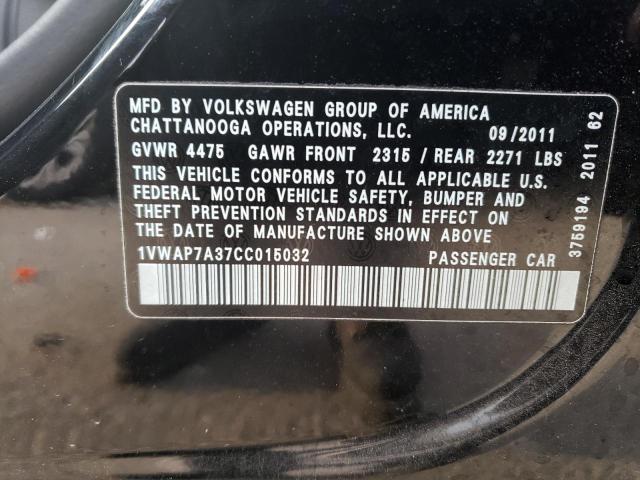 MFD BY VOLKSWAGEN GROUP OF AMERICA
CHATTANOOGA OPERATIONS, LLC. 09/2011
GVWR 4475 GAWR FRONT 2315 / REAR 2271 LBS
THIS VEHICLE CONFORMS TO ALL APPLICABLE U.S.
FEDERAL MOTOR VEHICLE SAFETY, BUMPER AND
THEFT PREVENTION STANDARDS IN EFFECT ON
THE DATE OF MANUFACTURE SHOWN ABOVE
1VWAP7A37CC015032 PASSENGER CAR
3759194 2011 62